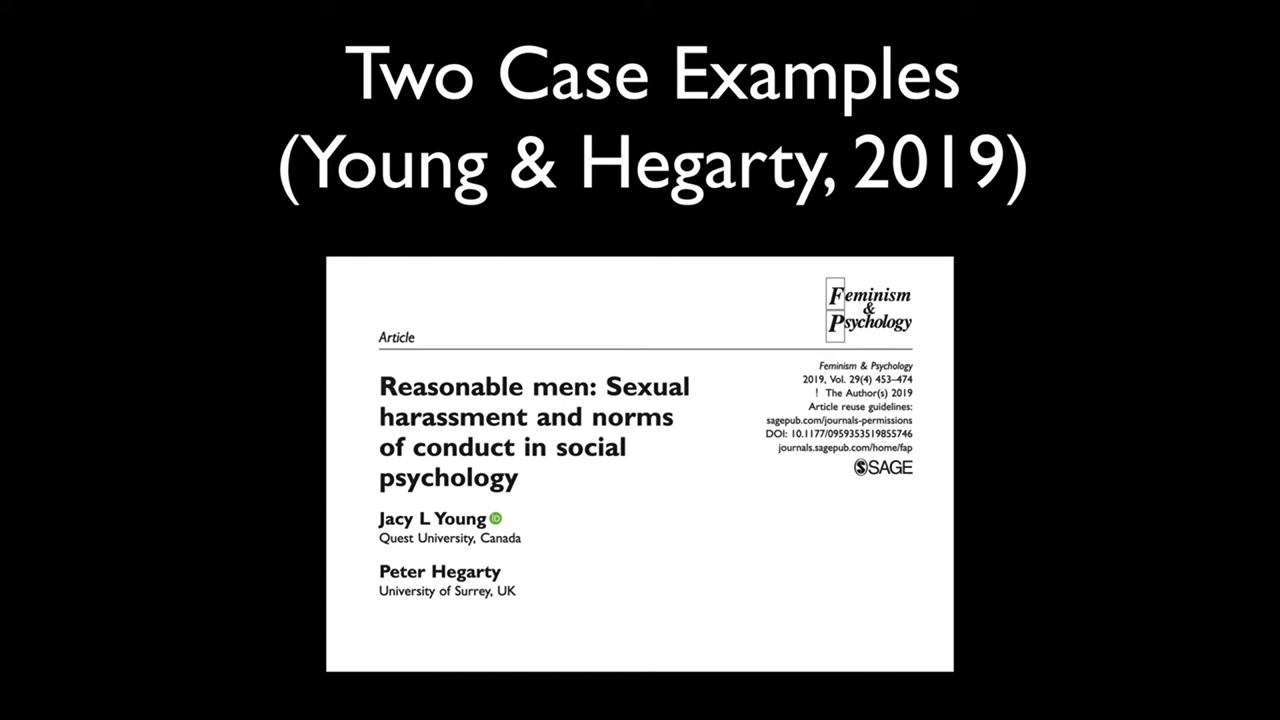 Two Case Examples
(Young & Hegarty, 2019)
Feminism
&
Psychology
Article
Reasonable men: Sexual
harassment and norms
of conduct in social
psychology
Jacy L Young iD
Quest University, Canada
Peter Hegarty
University of Surrey, UK
Feminism & Psychology
2019, Vol. 29(4) 453–474
! The Author(s) 2019
Article reuse guidelines:
sagepub.com/journals-permissions
DOI: 10.1177/0959353519855746
journals.sagepub.com/home/fap
SAGE